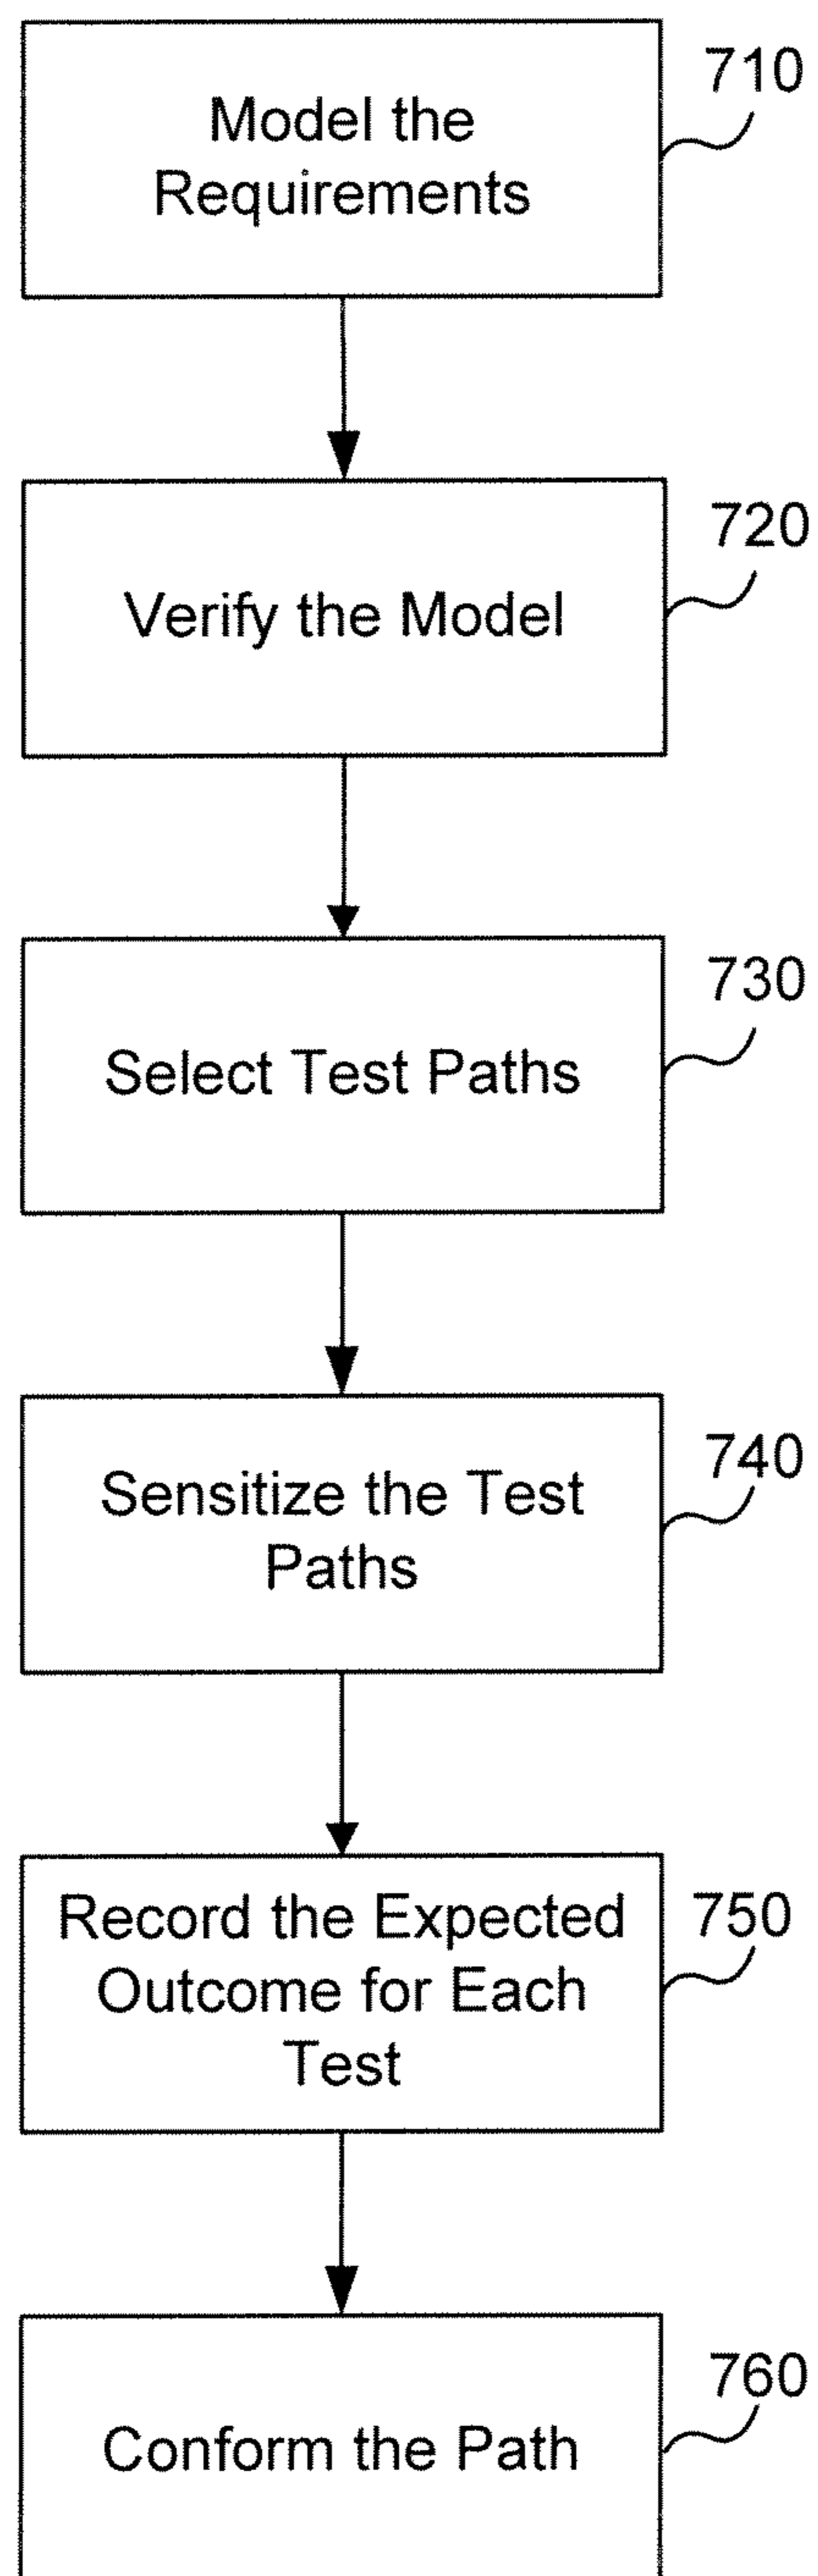 710
Model the
Requirements
720
Verify the Model
730
Select Test Paths
740
Sensitize the Test
Paths
750
Record the Expected
Outcome for Each
Test
760
Conform the Path